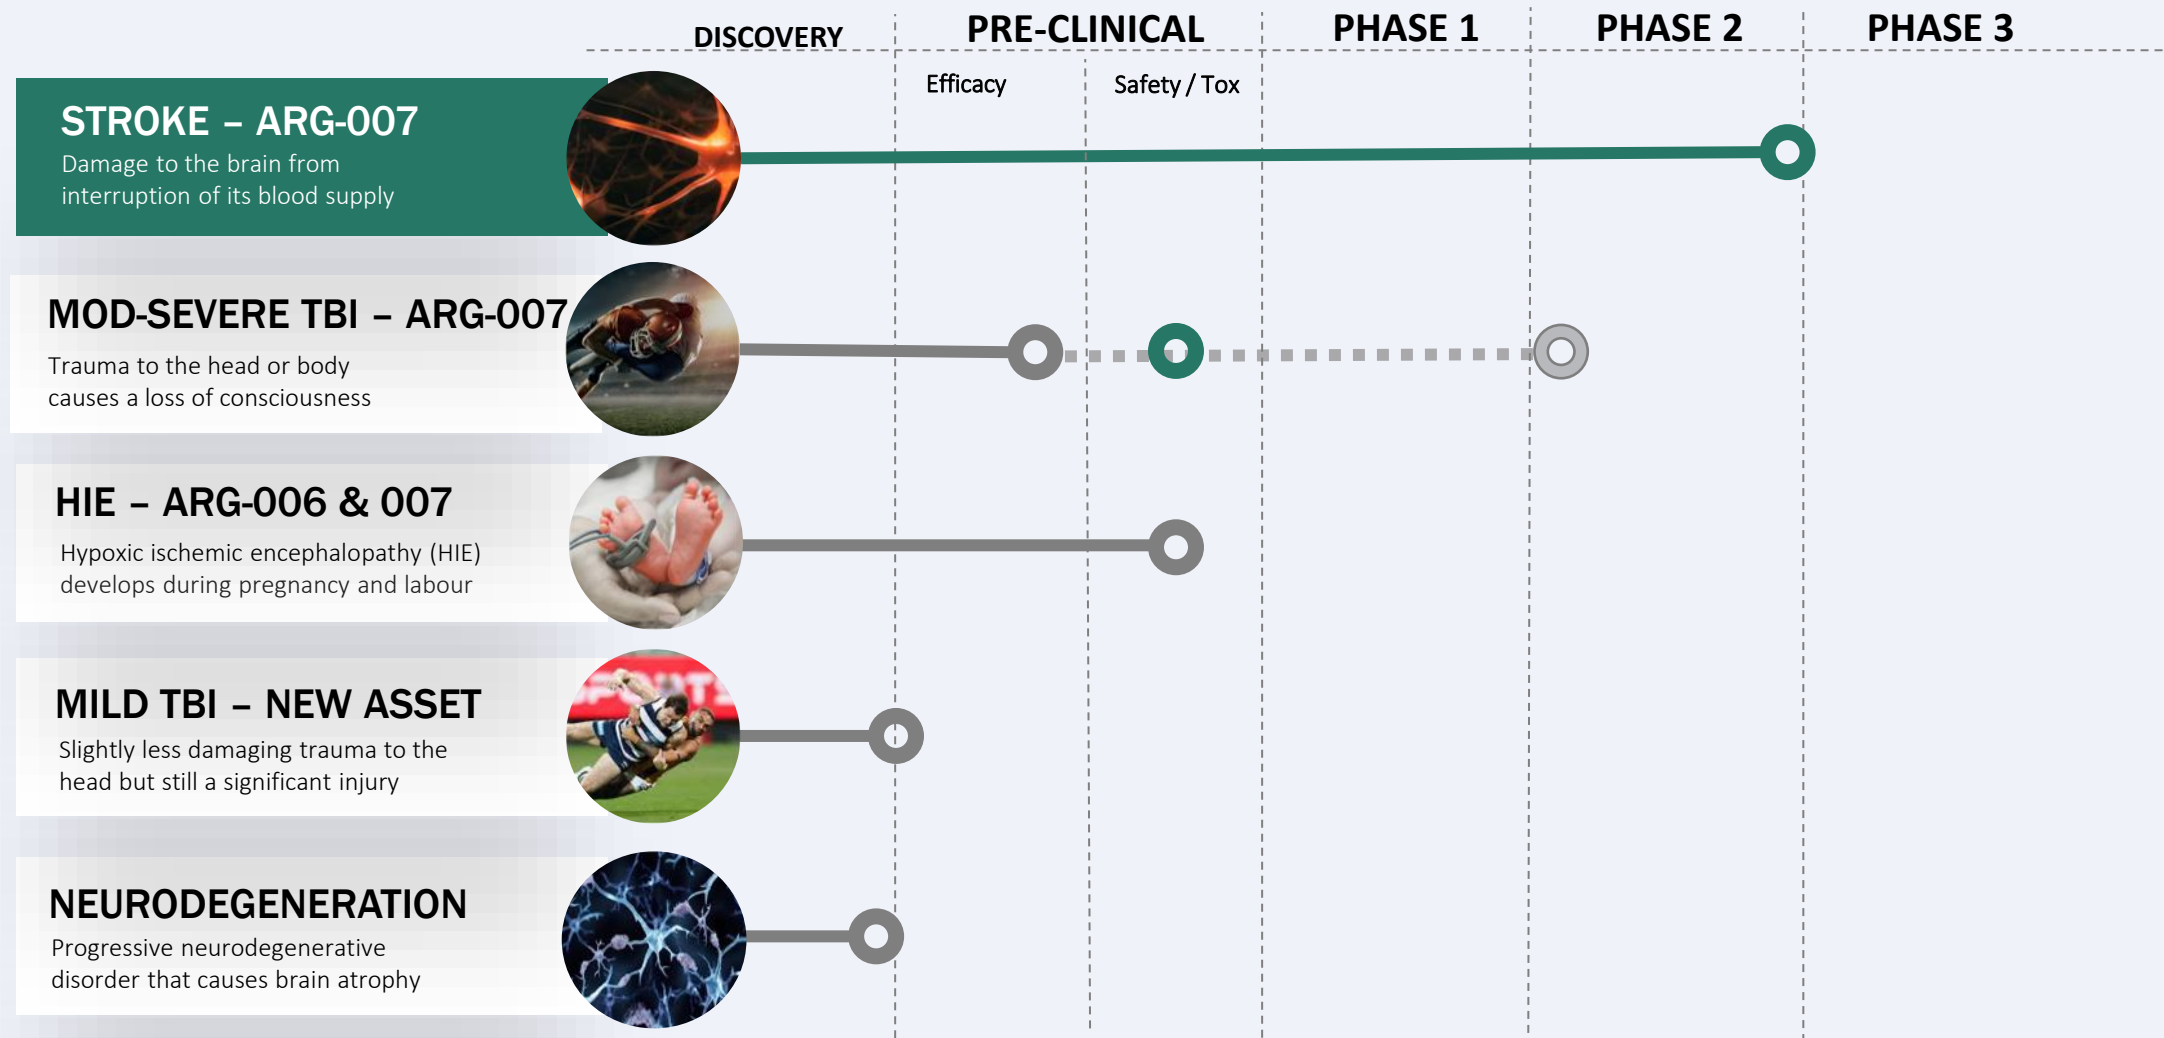 DISCOVERY
PRE-CLINICAL
PHASE 1
PHASE 2
PHASE 3
Efficacy
Safety / Tox
STROKE – ARG-007
Damage to the brain from
interruption of its blood supply
MOD-SEVERE TBI – ARG-007
Trauma to the head or body
causes a loss of consciousness
HIE – ARG-006 & 007
Hypoxic ischemic encephalopathy (HIE)
develops during pregnancy and labour
MILD TBI – NEW ASSET
Slightly less damaging trauma to the
head but still a significant injury
NEURODEGENERATION
Progressive neurodegenerative
disorder that causes brain atrophy